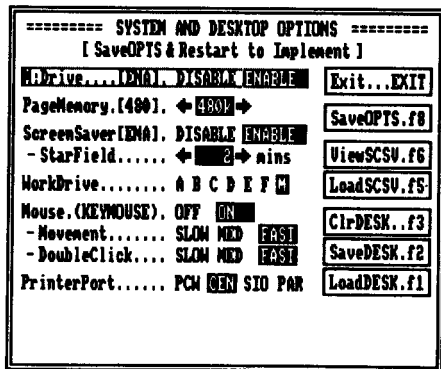 ========= SYSTEM AND DESKTOP OPTIONS =========
[ SaveOPTS & Restart to Implement ]
M:Drive....[ENA]. DISABLE ENABLE
Exit...EXIT
PageMemory.[480]. 480k
SaveOPTS.f8
ScreenSaver[ENA]. DISABLE ENABLE
- StarField...... 2 mins
ViewSCSV.f6
WorkDrive........ A B C D E F M
LoadSCSV.f5
Mouse.(KEYMOUSE). OFF ON
ClrDESK..f3
- Movement....... SLOW MED FAST
- DoubleClick.... SLOW MED FAST
SaveDESK.f2
PrinterPort...... PCW CEN SIO PAR
LoadDESK.f1